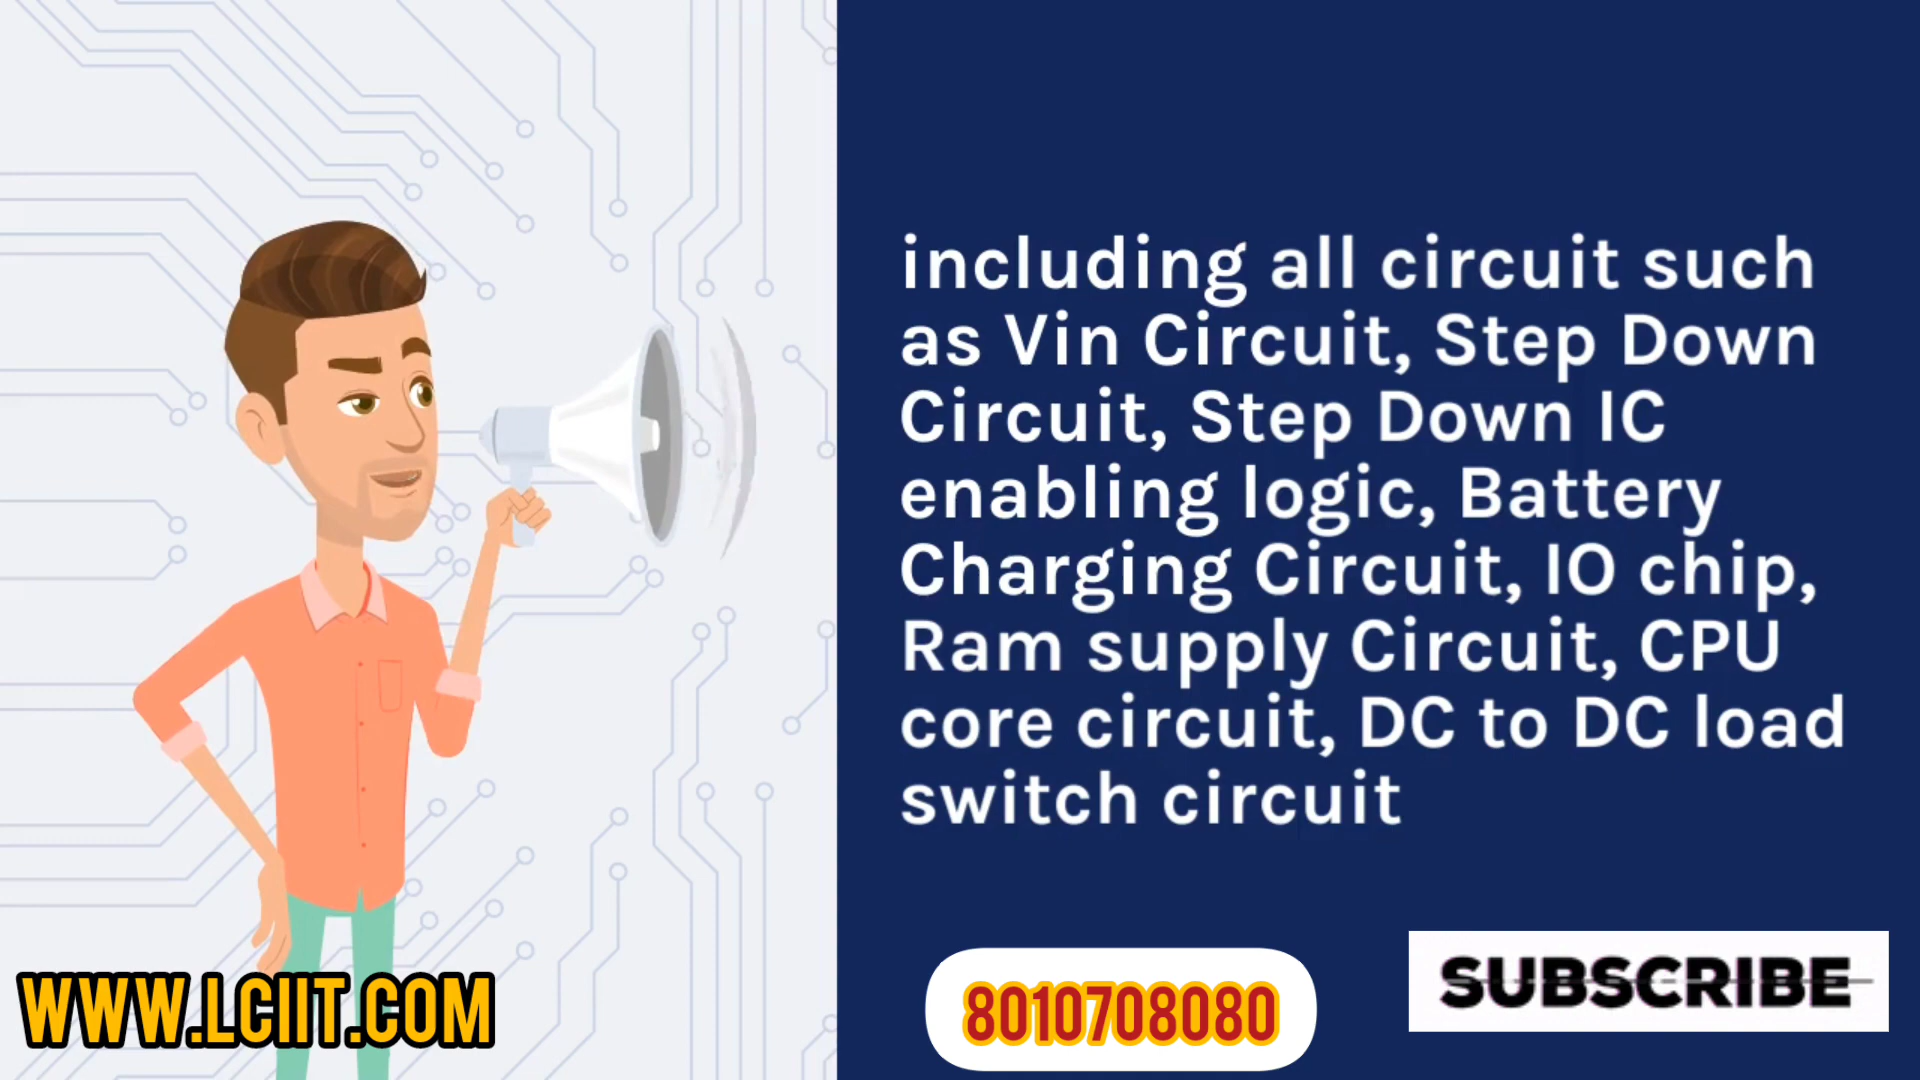 including all circuit such
as Vin Circuit, Step Down
Circuit, Step Down IC
enabling logic, Battery
Charging Circuit, IO chip,
Ram supply Circuit, CPU
core circuit, DC to DC load
switch circuit
WWW.LCIIT.COM
8010708080
SUBSCRIBE